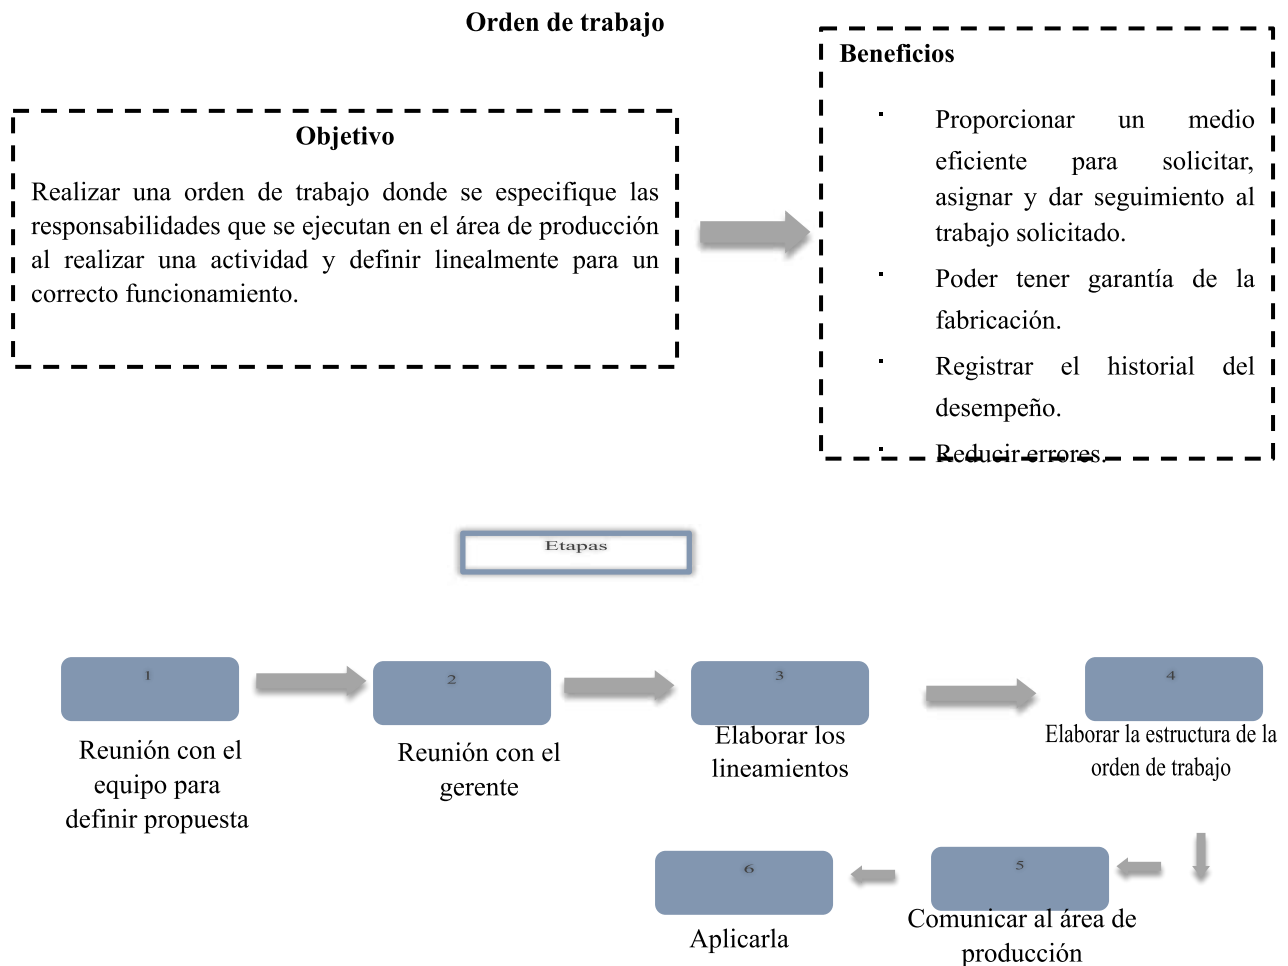 Orden de trabajo
Objetivo
Realizar una orden de trabajo donde se especifique las
responsabilidades que se ejecutan en el área de producción
al realizar una actividad y definir linealmente para un
correcto funcionamiento.
Beneficios
▪ Proporcionar un medio
eficiente para solicitar,
asignar y dar seguimiento al
trabajo solicitado.
▪ Poder tener garantía de la
fabricación.
▪ Registrar el historial del
desempeño.
▪ Reducir errores.
Etapas
1
Reunión con el
equipo para
definir propuesta
2
Reunión con el
gerente
3
Elaborar los
lineamientos
4
Elaborar la estructura de la
orden de trabajo
5
Comunicar al área de
producción
6
Aplicarla